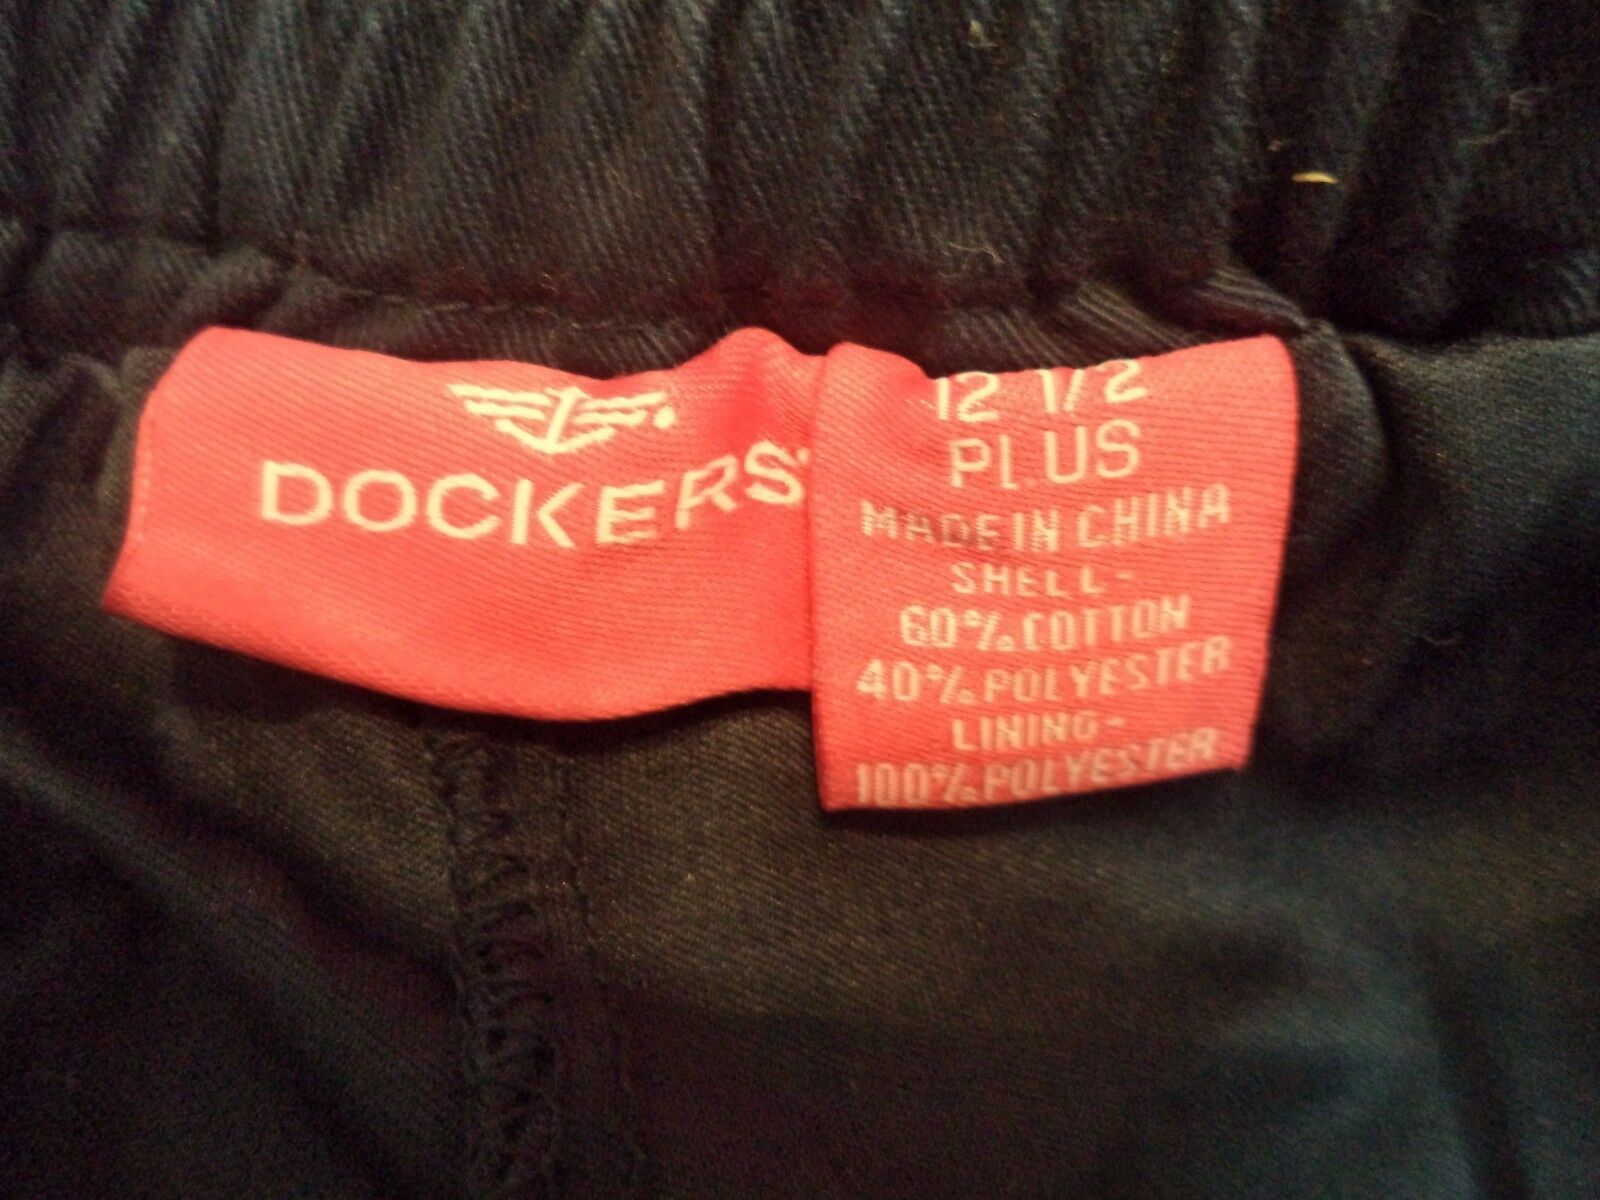 DOCKERS
12 1/2
PLUS
MADE IN CHINA
SHELL-
60% COTTON
40% POLYESTER
LINING-
100% POLYESTER